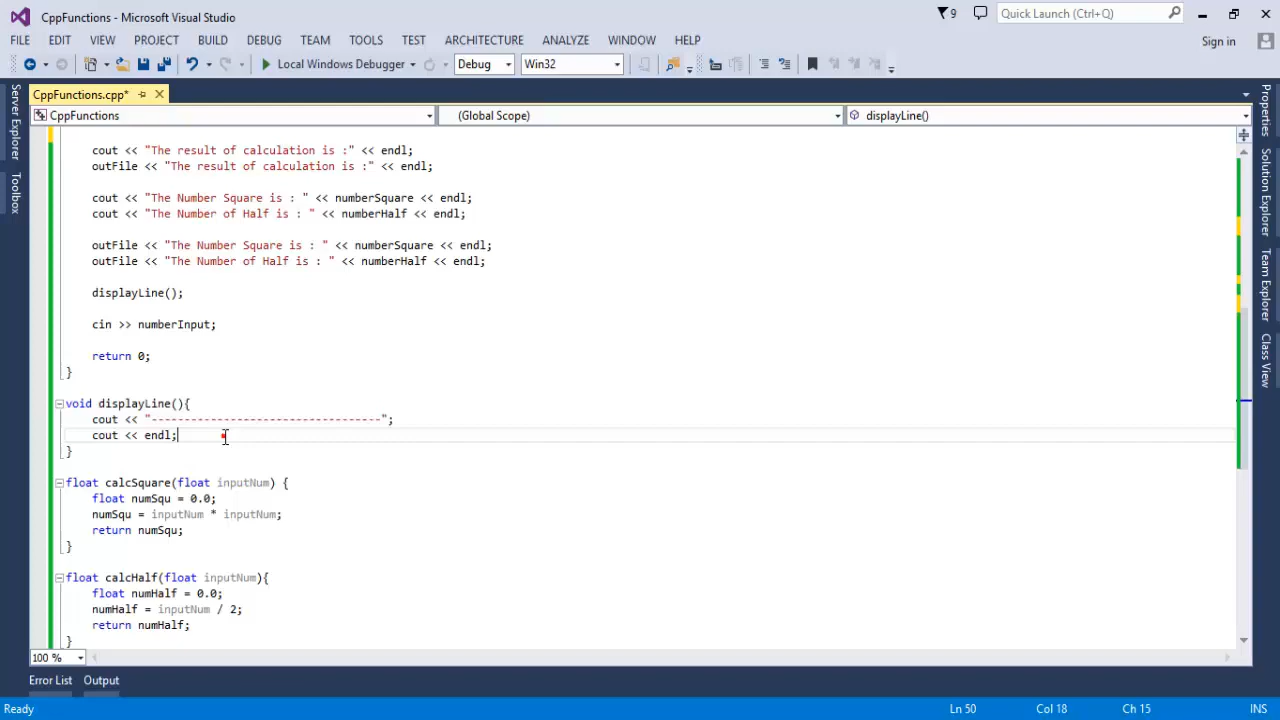 CppFunctions - Microsoft Visual Studio
9
Quick Launch (Ctrl+Q)
FILE EDIT VIEW PROJECT BUILD DEBUG TEAM TOOLS TEST ARCHITECTURE ANALYZE WINDOW HELP
Sign in
Local Windows Debugger
Debug
Win32
CppFunctions.cpp*
CppFunctions
(Global Scope)
displayLine()
Server Explorer
Toolbox
cout << "The result of calculation is :" << endl;
outFile << "The result of calculation is :" << endl;
cout << "The Number Square is : " << numberSquare << endl;
cout << "The Number of Half is : " << numberHalf << endl;
outFile << "The Number Square is : " << numberSquare << endl;
outFile << "The Number of Half is : " << numberHalf << endl;
displayLine();
cin >> numberInput;
return 0;
}
void displayLine(){
cout << "-----------------------------------";
cout << endl;
}
float calcSquare(float inputNum) {
float numSqu = 0.0;
numSqu = inputNum * inputNum;
return numSqu;
}
float calcHalf(float inputNum){
float numHalf = 0.0;
numHalf = inputNum / 2;
return numHalf;
}
Properties
Solution Explorer
Team Explorer
Class View
100 %
Error List Output
Ready
Ln 50
Col 18
Ch 15
INS